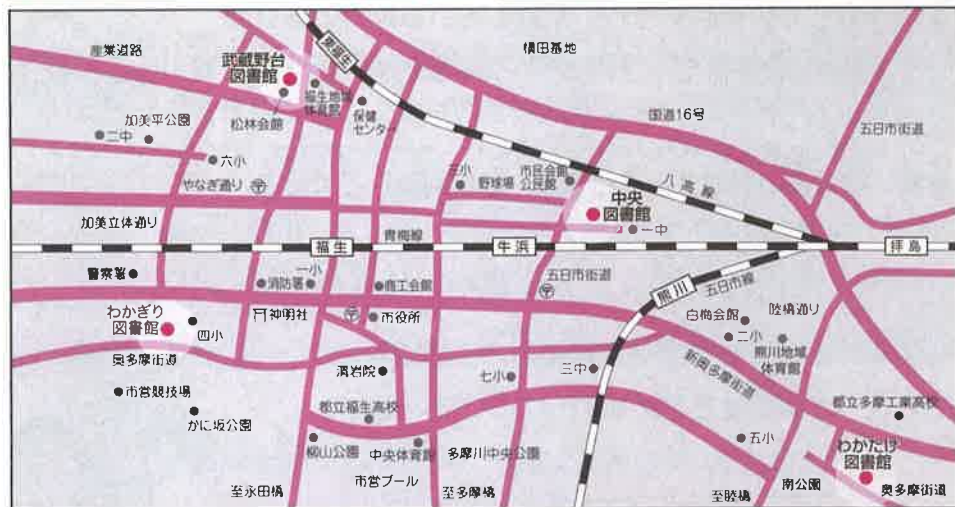 産業道路
武蔵野台
図書館
東福生
横田基地
福生地域
体育館
保健
センター
松林会館
加美平公園
二中
六小
やなぎ通り
国道16号
五日市街道
三小
野球場
市民会館
公民館
八高線
中央
図書館
一中
加美立体通り
福生
青梅線
牛浜
拝島
警察署
消防署
一小
商工会館
五日市街道
熊川
五日市線
わかぎり
図書館
四小
神明社
市役所
白梅会館
陸橋通り
二小
熊川地域
体育館
奥多摩街道
清岩院
七小
三中
新奥多摩街道
市営競技場
かに坂公園
都立福生高校
都立多摩工業高校
柳山公園
中央体育館
多摩川中央公園
五小
わかたけ
図書館
市営プール
至永田橋
至多摩橋
至睦橋
南公園
奥多摩街道